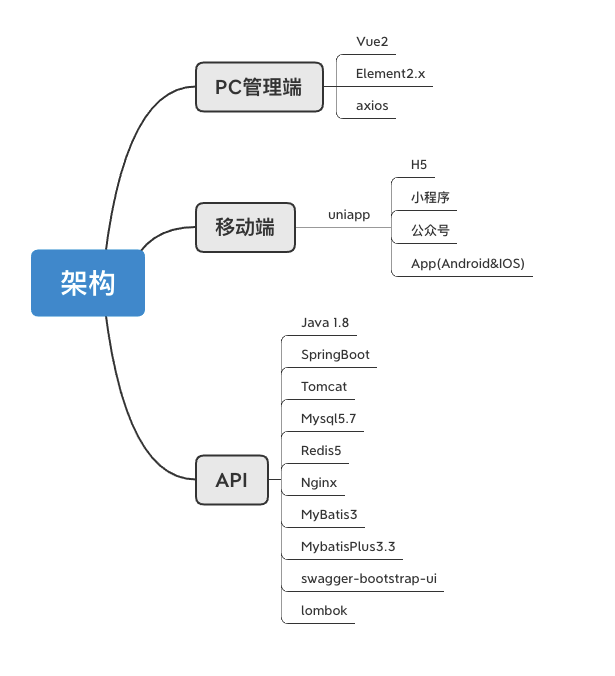 架构
PC管理端
Vue2
Element2.x
axios
移动端
uniapp
H5
小程序
公众号
App(Android&IOS)
API
Java 1.8
SpringBoot
Tomcat
Mysql5.7
Redis5
Nginx
MyBatis3
MybatisPlus3.3
swagger-bootstrap-ui
lombok